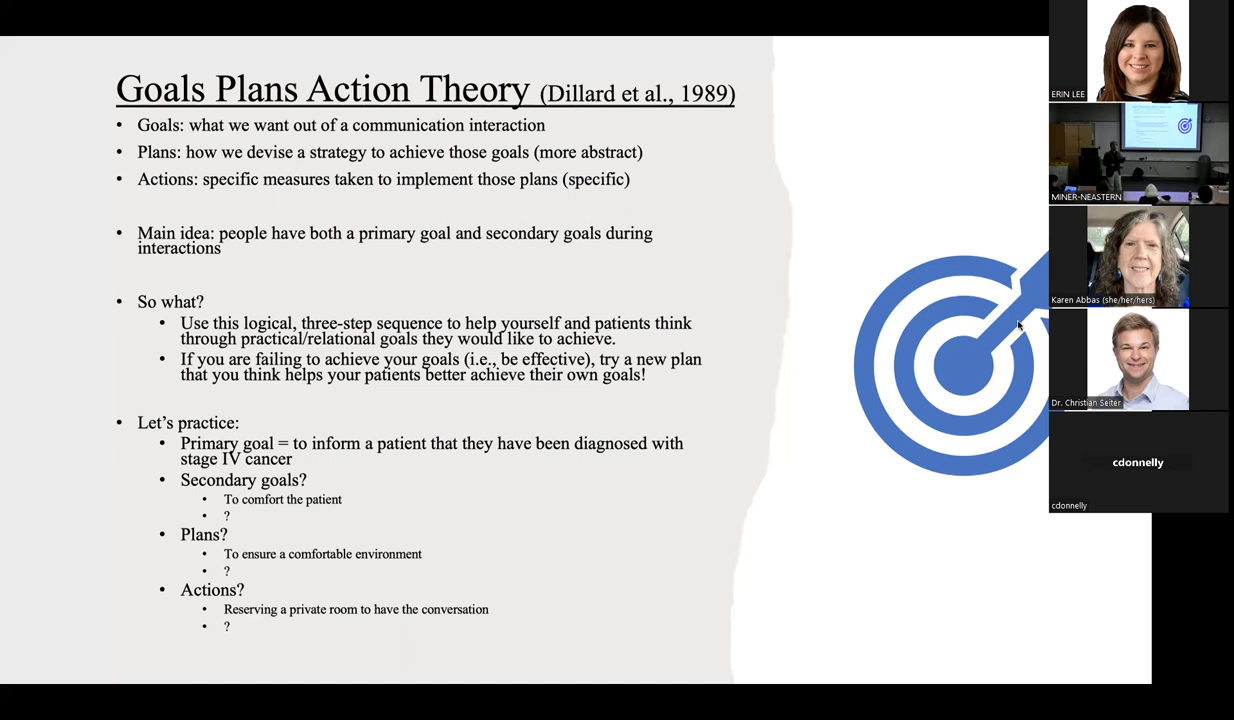 Goals Plans Action Theory (Dillard et al., 1989)
• Goals: what we want out of a communication interaction
• Plans: how we devise a strategy to achieve those goals (more abstract)
• Actions: specific measures taken to implement those plans (specific)
• Main idea: people have both a primary goal and secondary goals during
interactions
• So what?
• Use this logical, three-step sequence to help yourself and patients think
through practical/relational goals they would like to achieve.
• If you are failing to achieve your goals (i.e., be effective), try a new plan
that you think helps your patients better achieve their own goals!
• Let's practice:
• Primary goal = to inform a patient that they have been diagnosed with
stage IV cancer
• Secondary goals?
• To comfort the patient
• ?
• Plans?
• To ensure a comfortable environment
• ?
• Actions?
• Reserving a private room to have the conversation
• ?
ERIN LEE
MINER-NEASTERN
Karen Abbas (she/her/hers)
Dr. Christian Seiter
cdonnelly
cdonnelly